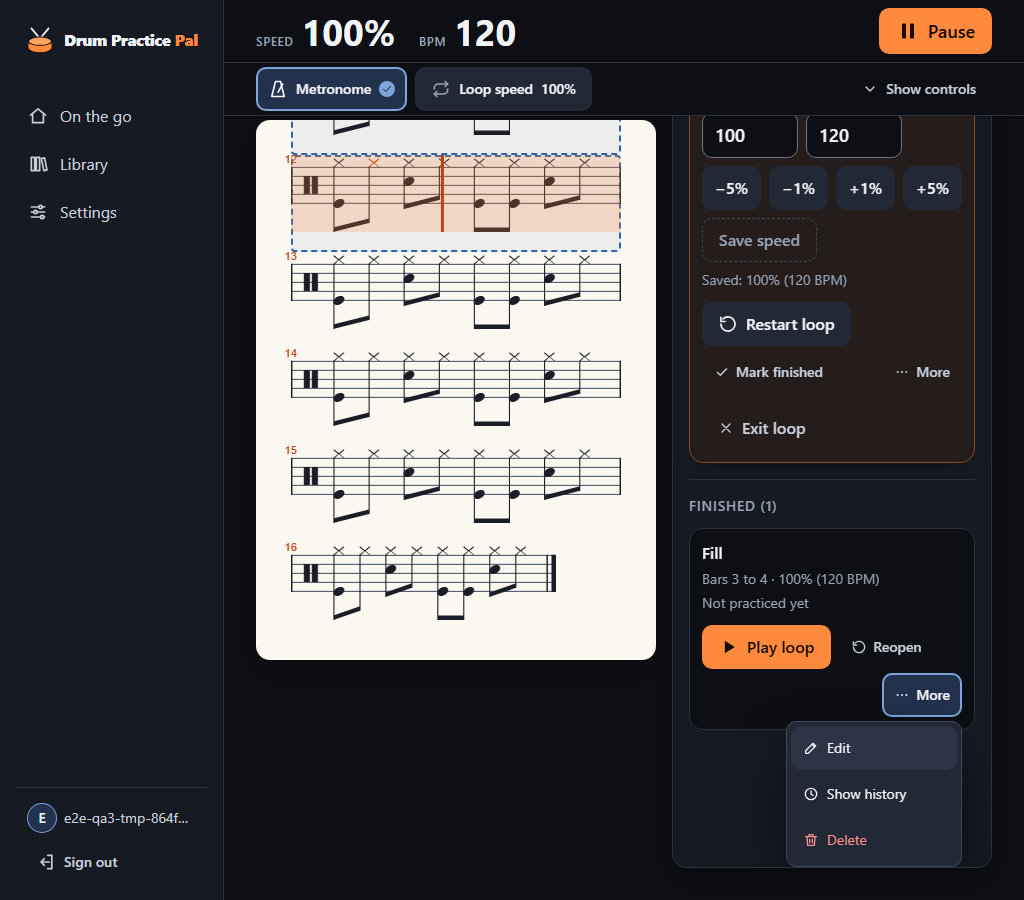 Drum Practice Pal
On the go
Library
Settings
E
e2e-qa3-tmp-864f...
Sign out
SPEED 100% BPM 120
Pause
Metronome
Loop speed 100%
Show controls
12
13
14
15
16
100
120
−5%
−1%
+1%
+5%
Save speed
Saved: 100% (120 BPM)
Restart loop
Mark finished
··· More
Exit loop
FINISHED (1)
Fill
Bars 3 to 4 · 100% (120 BPM)
Not practiced yet
Play loop
Reopen
··· More
Edit
Show history
Delete